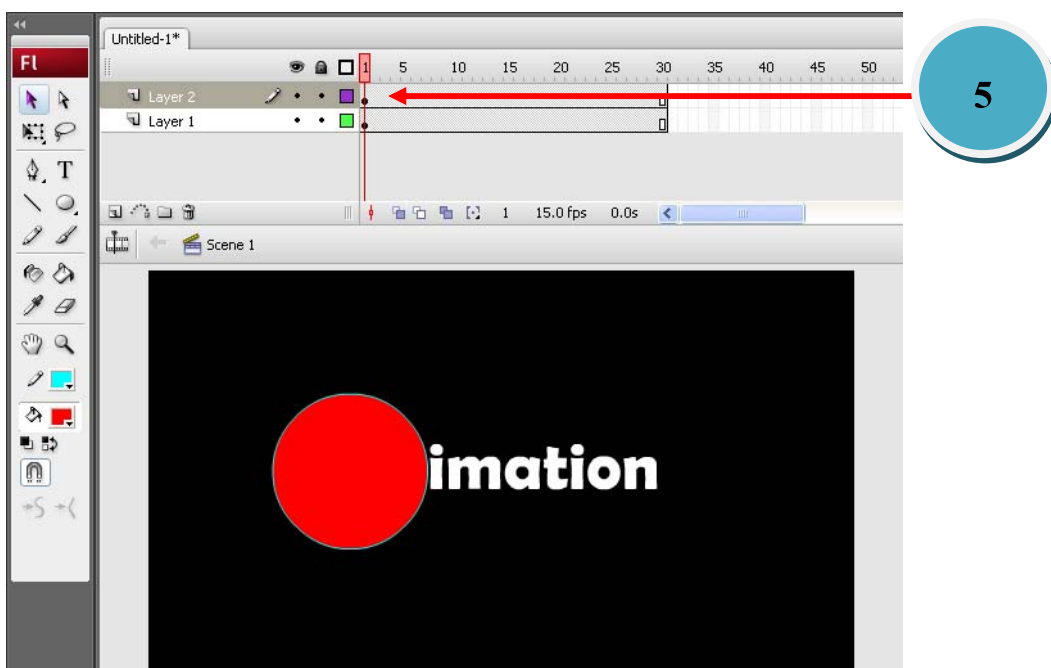 Untitled-1*
Fl
1 5 10 15 20 25 30 35 40 45 50
Layer 2
5
Layer 1
T
1 15.0 fps 0.0s
Scene 1
imation